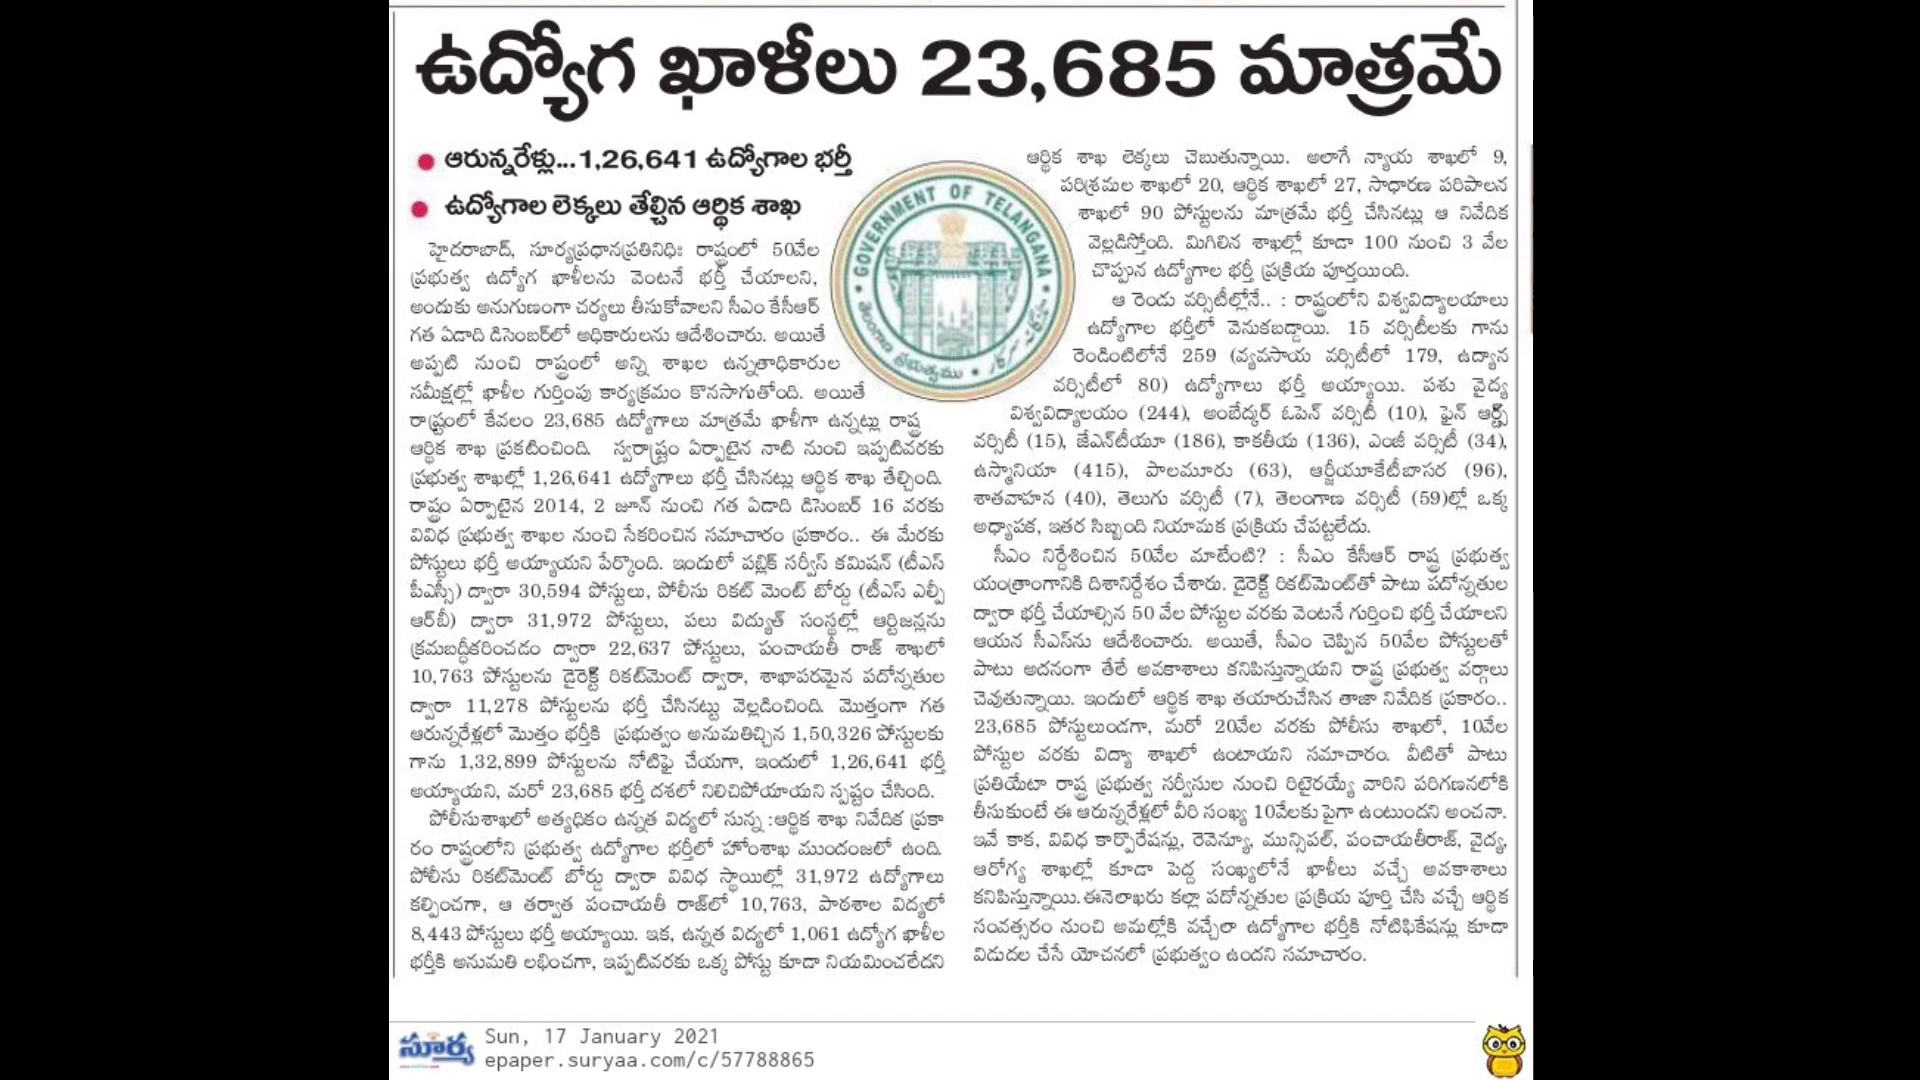 ఉద్యోగ ఖాళీలు 23,685 మాత్రమే
ఆరున్నరేళ్లు...1,26,641 ఉద్యోగాల భర్తీ
ఉద్యోగాల లెక్కలు తేల్చిన ఆర్థిక శాఖ
హైదరాబాద్, సూర్యప్రధానప్రతినిధిః రాష్ట్రంలో 50వేల
ప్రభుత్వ ఉద్యోగ ఖాళీలను వెంటనే భర్తీ చేయాలని,
అందుకు అనుగుణంగా చర్యలు తీసుకోవాలని సీఎం కేసీఆర్
గత ఏడాది డిసెంబర్‌లో అధికారులను ఆదేశించారు. అయితే
అప్పటి నుంచి రాష్ట్రంలో అన్ని శాఖల ఉన్నతాధికారుల
సమీక్షల్లో ఖాళీల గుర్తింపు కార్యక్రమం కొనసాగుతోంది. అయితే
రాష్ట్రంలో కేవలం 23,685 ఉద్యోగాలు మాత్రమే ఖాళీగా ఉన్నట్లు రాష్ట్ర
ఆర్థిక శాఖ ప్రకటించింది. స్వరాష్ట్రం ఏర్పాటైన నాటి నుంచి ఇప్పటివరకు
ప్రభుత్వ శాఖల్లో 1,26,641 ఉద్యోగాలు భర్తీ చేసినట్లు ఆర్థిక శాఖ తేల్చింది.
రాష్ట్రం ఏర్పాటైన 2014, 2 జూన్ నుంచి గత ఏడాది డిసెంబర్ 16 వరకు
వివిధ ప్రభుత్వ శాఖల నుంచి సేకరించిన సమాచారం ప్రకారం.. ఈ మేరకు
పోస్టులు భర్తీ అయ్యాయని పేర్కొంది. ఇందులో పబ్లిక్ సర్వీస్ కమిషన్ (టీఎస్
పీఎస్సీ) ద్వారా 30,594 పోస్టులు, పోలీసు రికట్ మెంట్ బోర్డు (టీఎస్ ఎల్పీ
ఆర్‌బీ) ద్వారా 31,972 పోస్టులు, పలు విద్యుత్ సంస్థల్లో ఆర్టిజన్లను
క్రమబద్ధీకరించడం ద్వారా 22,637 పోస్టులు, పంచాయతీ రాజ్ శాఖలో
10,763 పోస్టులను డైరెక్ట్ రికట్‌మెంట్ ద్వారా, శాఖాపరమైన పదోన్నతుల
ద్వారా 11,278 పోస్టులను భర్తీ చేసినట్టు వెల్లడించింది. మొత్తంగా గత
ఆరున్నరేళ్లలో మొత్తం భర్తీకి ప్రభుత్వం అనుమతిచ్చిన 1,50,326 పోస్టులకు
గాను 1,32,899 పోస్టులను నోటిఫై చేయగా, ఇందులో 1,26,641 భర్తీ
అయ్యాయని, మరో 23,685 భర్తీ దశలో నిలిచిపోయాయని స్పష్టం చేసింది.
పోలీసుశాఖలో అత్యధికం ఉన్నత విద్యలో సున్న :ఆర్థిక శాఖ నివేదిక ప్రకా
రం రాష్ట్రంలోని ప్రభుత్వ ఉద్యోగాల భర్తీలో హోంశాఖ ముందంజలో ఉంది.
పోలీసు రికట్‌మెంట్ బోర్డు ద్వారా వివిధ స్థాయిల్లో 31,972 ఉద్యోగాలు
కల్పించగా, ఆ తర్వాత పంచాయతీ రాజ్‌లో 10,763, పాఠశాల విద్యలో
8,443 పోస్టులు భర్తీ అయ్యాయి. ఇక, ఉన్నత విద్యలో 1,061 ఉద్యోగ ఖాళీల
భర్తీకి అనుమతి లభించగా, ఇప్పటివరకు ఒక్క పోస్టు కూడా నియమించలేదని
GOVERNMENT OF TELANGANA
తెలంగాణ ప్రభుత్వము
ఆర్థిక శాఖ లెక్కలు చెబుతున్నాయి. అలాగే న్యాయ శాఖలో 9,
పరిశ్రమల శాఖలో 20, ఆర్థిక శాఖలో 27, సాధారణ పరిపాలన
శాఖలో 90 పోస్టులను మాత్రమే భర్తీ చేసినట్లు ఆ నివేదిక
వెల్లడిస్తోంది. మిగిలిన శాఖల్లో కూడా 100 నుంచి 3 వేల
చొప్పున ఉద్యోగాల భర్తీ ప్రక్రియ పూర్తయింది.
ఆ రెండు వర్సిటీల్లోనే.. : రాష్ట్రంలోని విశ్వవిద్యాలయాలు
ఉద్యోగాల భర్తీలో వెనుకబడ్డాయి. 15 వర్సిటీలకు గాను
రెండింటిలోనే 259 (వ్యవసాయ వర్సిటీలో 179, ఉద్యాన
వర్సిటీలో 80) ఉద్యోగాలు భర్తీ అయ్యాయి. పశు వైద్య
విశ్వవిద్యాలయం (244), అంబేద్కర్ ఓపెన్ వర్సిటీ (10), ఫైన్ ఆర్ట్స్
వర్సిటీ (15), జేఎన్‌టీయూ (186), కాకతీయ (136), ఎంజీ వర్సిటీ (34),
ఉస్మానియా (415), పాలమూరు (63), ఆర్జీయూకేటీబాసర (96),
శాతవాహన (40), తెలుగు వర్సిటీ (7), తెలంగాణ వర్సిటీ (59)ల్లో ఒక్క
అధ్యాపక, ఇతర సిబ్బంది నియామక ప్రక్రియ చేపట్టలేదు.
సీఎం నిర్దేశించిన 50వేల మాటేంటి? : సీఎం కేసీఆర్ రాష్ట్ర ప్రభుత్వ
యంత్రాంగానికి దిశానిర్దేశం చేశారు. డైరెక్ట్ రికట్‌మెంట్‌తో పాటు పదోన్నతుల
ద్వారా భర్తీ చేయాల్సిన 50 వేల పోస్టుల వరకు వెంటనే గుర్తించి భర్తీ చేయాలని
ఆయన సీఎస్‌ను ఆదేశించారు. అయితే, సీఎం చెప్పిన 50వేల పోస్టులతో
పాటు అదనంగా తేలే అవకాశాలు కనిపిస్తున్నాయని రాష్ట్ర ప్రభుత్వ వర్గాలు
చెవుతున్నాయి. ఇందులో ఆర్థిక శాఖ తయారుచేసిన తాజా నివేదిక ప్రకారం..
23,685 పోస్టులుండగా, మరో 20వేల వరకు పోలీసు శాఖలో, 10వేల
పోస్టుల వరకు విద్యా శాఖలో ఉంటాయని సమాచారం. వీటితో పాటు
ప్రతియేటా రాష్ట్ర ప్రభుత్వ సర్వీసుల నుంచి రిటైరయ్యే వారిని పరిగణనలోకి
తీసుకుంటే ఈ ఆరున్నరేళ్లలో వీరి సంఖ్య 10వేలకు పైగా ఉంటుందని అంచనా.
ఇవే కాక, వివిధ కార్పొరేషన్లు, రెవెన్యూ, మున్సిపల్, పంచాయతీరాజ్, వైద్య,
ఆరోగ్య శాఖల్లో కూడా పెద్ద సంఖ్యలోనే ఖాళీలు వచ్చే అవకాశాలు
కనిపిస్తున్నాయి.ఈనెలాఖరు కల్లా పదోన్నతుల ప్రక్రియ పూర్తి చేసి వచ్చే ఆర్థిక
సంవత్సరం నుంచి అమల్లోకి వచ్చేలా ఉద్యోగాల భర్తీకి నోటిఫికేషన్లు కూడా
విడుదల చేసే యోచనలో ప్రభుత్వం ఉందని సమాచారం.
సూర్య
Sun, 17 January 2021
epaper.suryaa.com/c/57788865